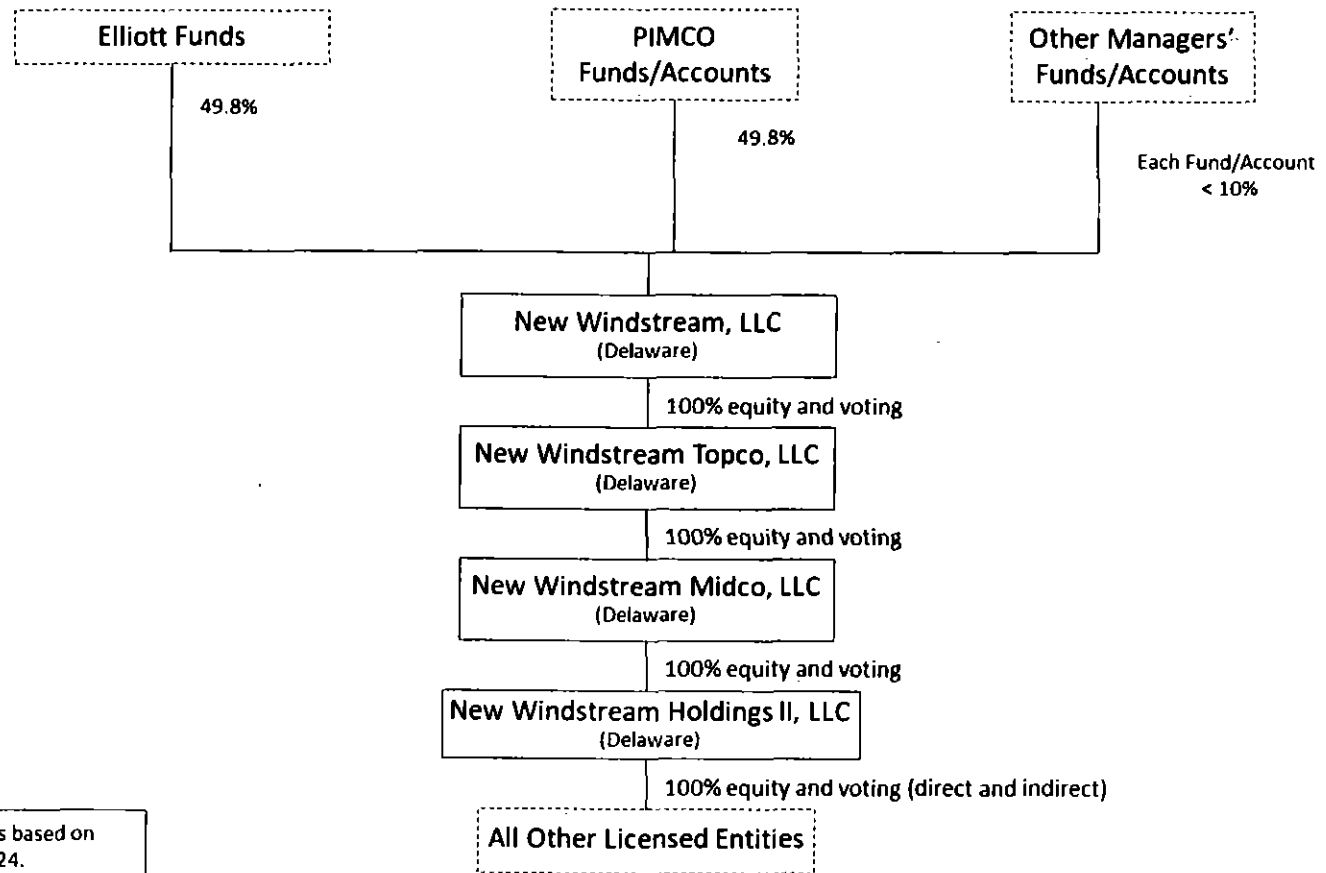 Elliott Funds
PIMCO
Funds/Accounts
Other Managers'
Funds/Accounts
49.8%
49.8%
Each Fund/Account
< 10%
New Windstream, LLC
(Delaware)
100% equity and voting
New Windstream Topco, LLC
(Delaware)
100% equity and voting
New Windstream Midco, LLC
(Delaware)
100% equity and voting
New Windstream Holdings II, LLC
(Delaware)
100% equity and voting (direct and indirect)
All Other Licensed Entities
s based on
24.